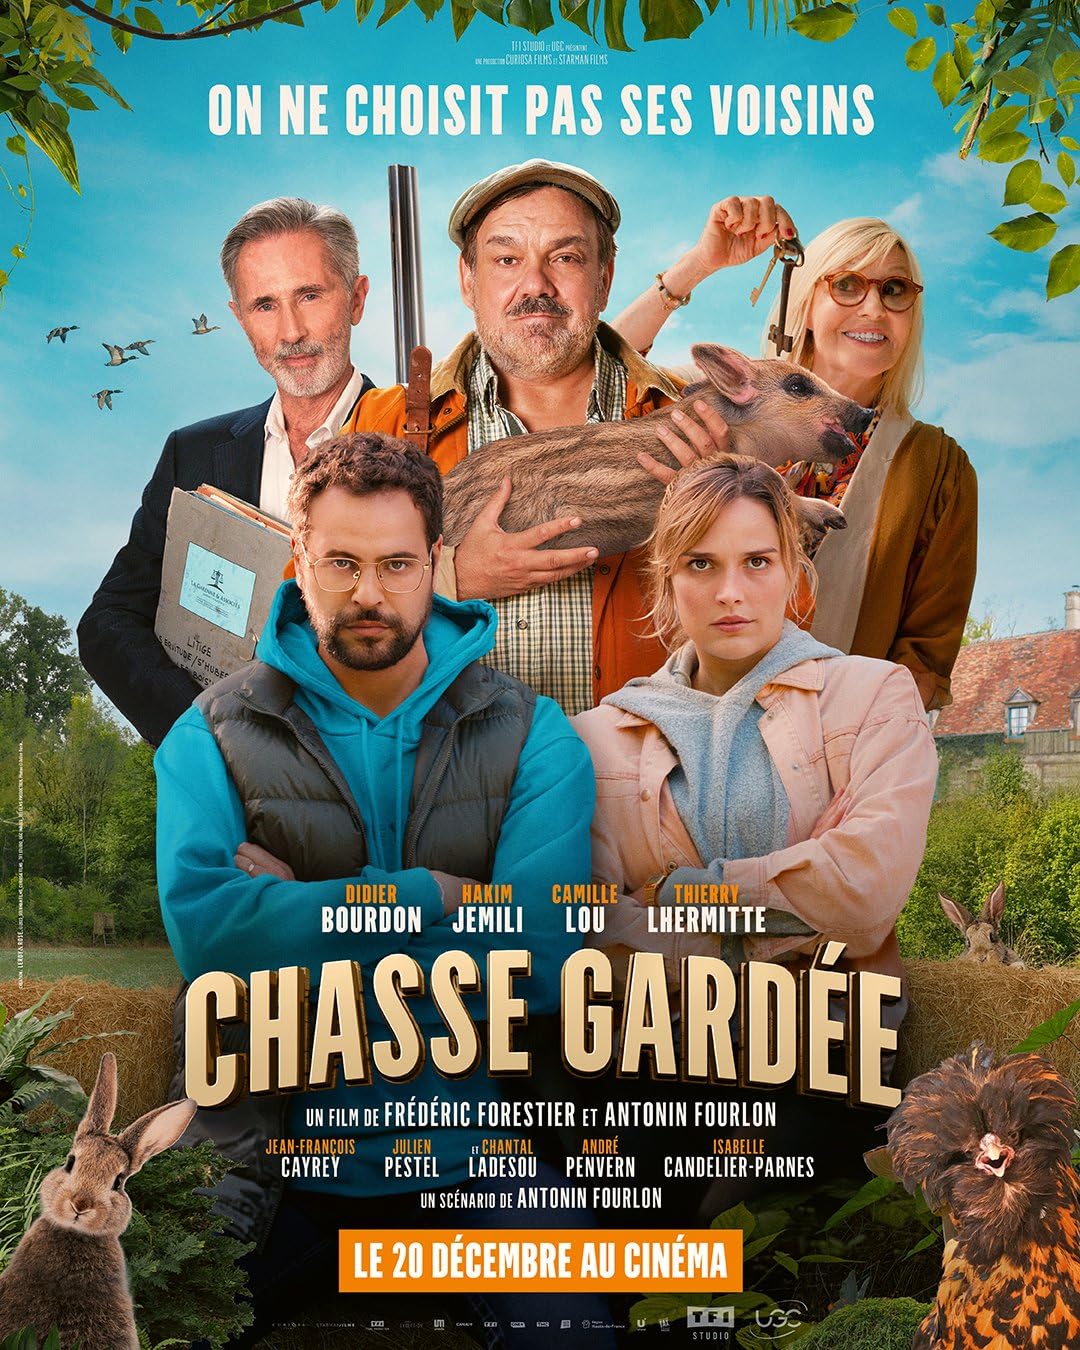 TF1 STUDIO ET UGC PRÉSENTENT
UNE PRODUCTION CURIOSA FILMS ET STARMAN FILMS
ON NE CHOISIT PAS SES VOISINS
LA GARENNE & ASSOCIÉS
LITIGE
DIDIER BOURDON HAKIM JEMILI CAMILLE LOU THIERRY LHERMITTE
CHASSE GARDÉE
UN FILM DE FRÉDÉRIC FORESTIER ET ANTONIN FOURLON
JEAN-FRANÇOIS CAYREY JULIEN PESTEL ET CHANTAL LADESOU ANDRÉ PENVERN ISABELLE CANDELIER-PARNES
UN SCÉNARIO DE ANTONIN FOURLON
LE 20 DÉCEMBRE AU CINÉMA
TF1 STUDIO UGC